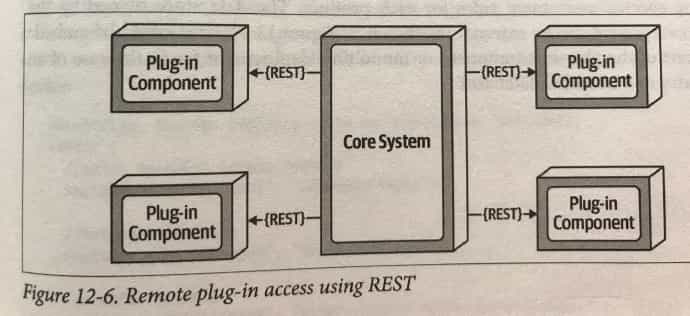 Plug-in
Component
{REST}
{REST}
Plug-in
Component
Core System
Plug-in
Component
{REST}
{REST}
Plug-in
Component
Figure 12-6. Remote plug-in access using REST